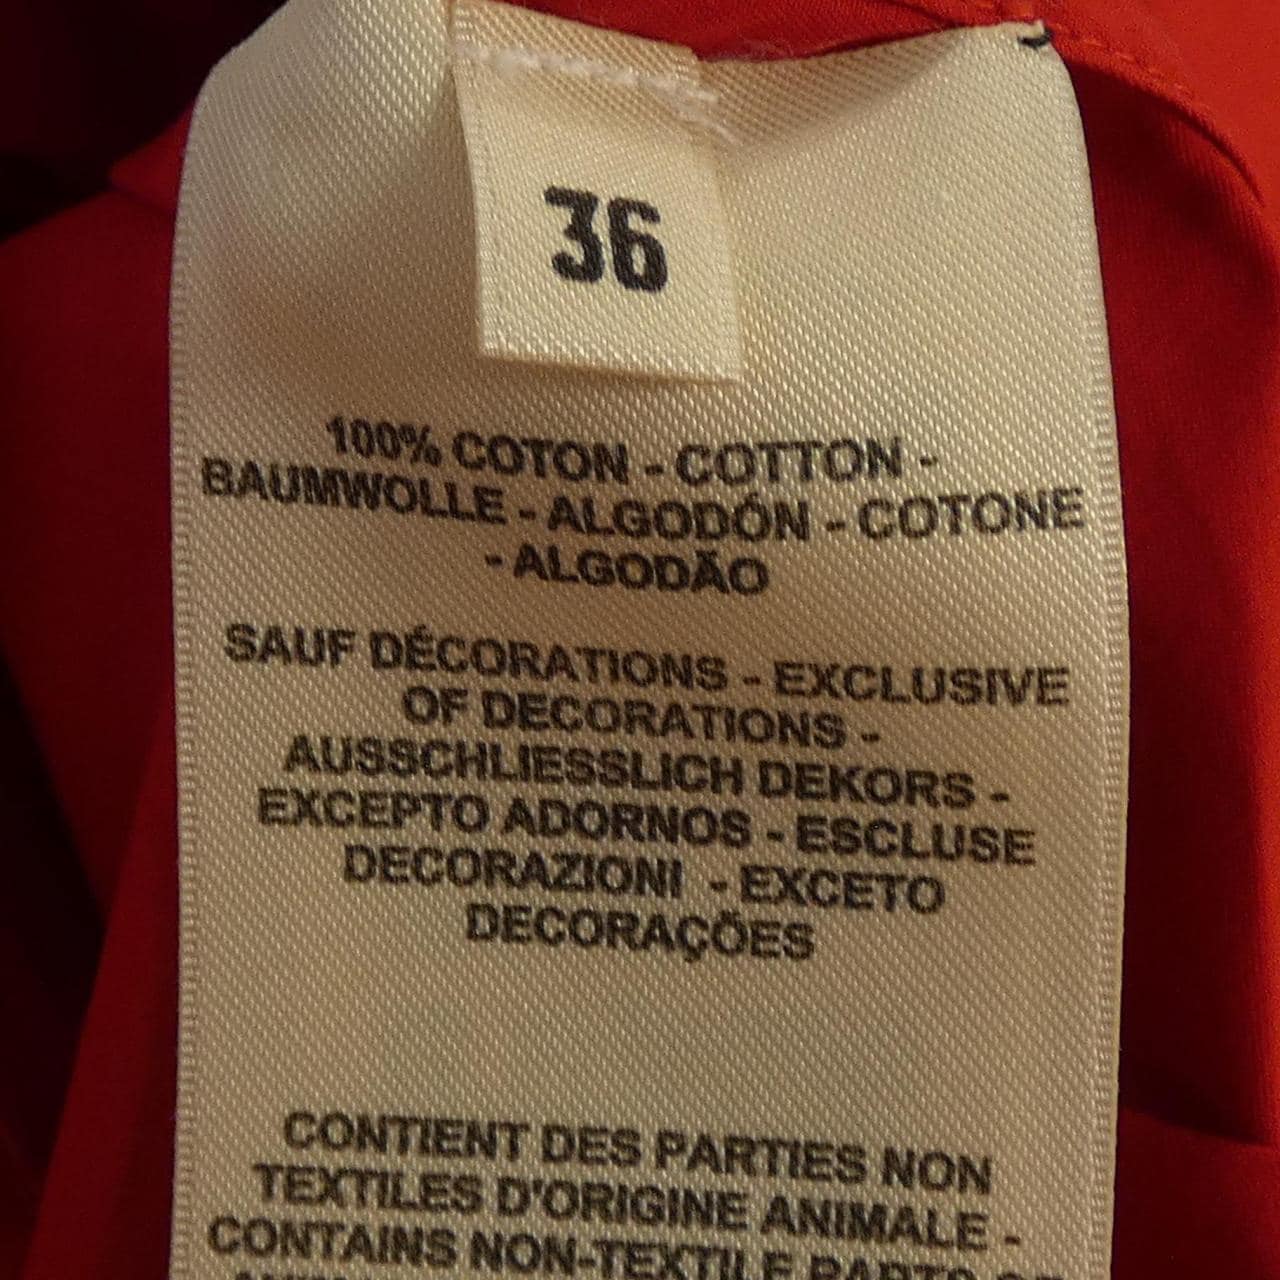 36
100% COTON - COTTON -
BAUMWOLLE - ALGODÓN - COTONE
- ALGODÃO
SAUF DÉCORATIONS - EXCLUSIVE
OF DECORATIONS -
AUSSCHLIESSLICH DEKORS -
EXCEPTO ADORNOS - ESCLUSE
DECORAZIONI - EXCETO
DECORAÇÕES
CONTIENT DES PARTIES NON
TEXTILES D'ORIGINE ANIMALE -
CONTAINS NON-TEXTILE PARTS